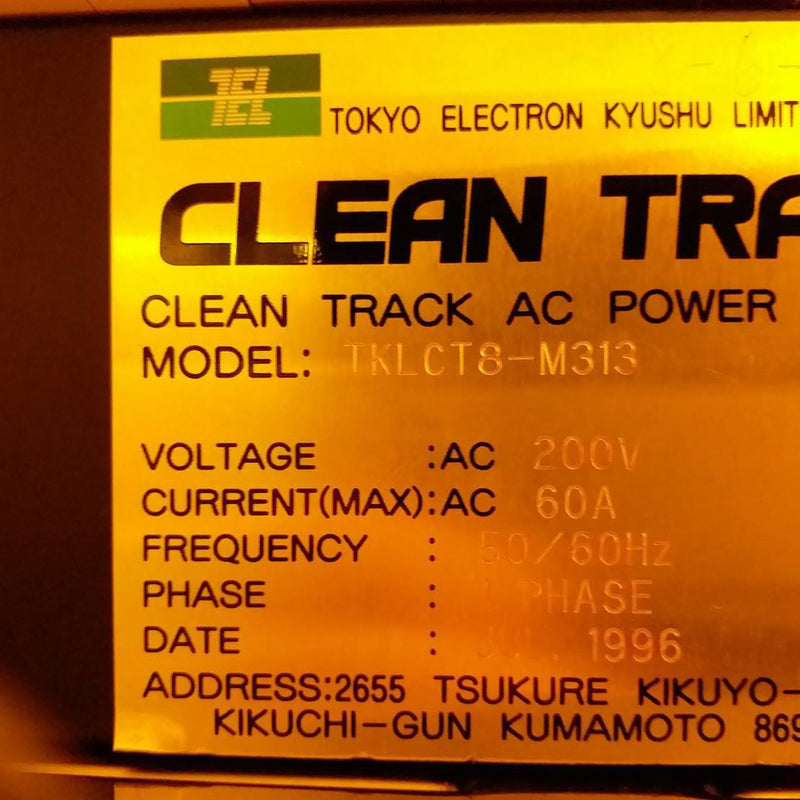 TEL
TOKYO ELECTRON KYUSHU LIMIT
CLEAN TRA
CLEAN TRACK AC POWER
MODEL: TKLCT8-M313
VOLTAGE :AC 200V
CURRENT(MAX):AC 60A
FREQUENCY : 50/60Hz
PHASE : 1 PHASE
DATE : 1996
ADDRESS:2655 TSUKURE KIKUYO-
KIKUCHI-GUN KUMAMOTO 869